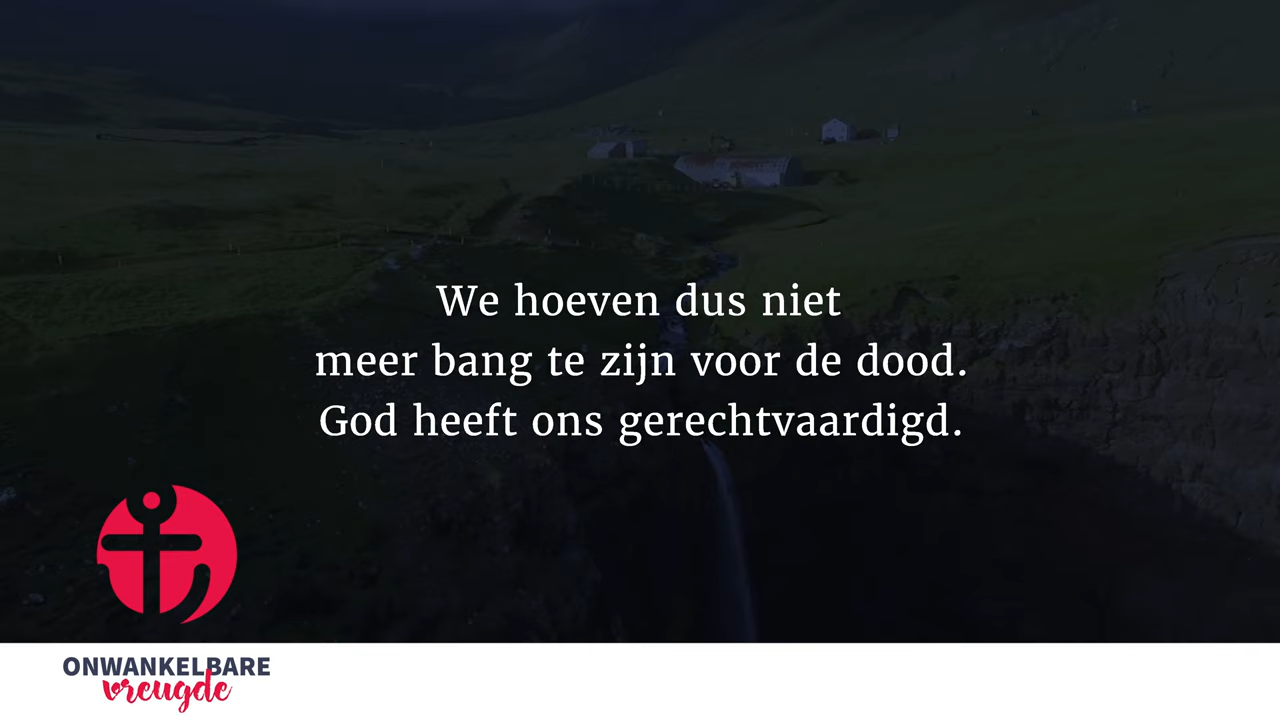 We hoeven dus niet
meer bang te zijn voor de dood.
God heeft ons gerechtvaardigd.
ONWANKELBARE
vreugde